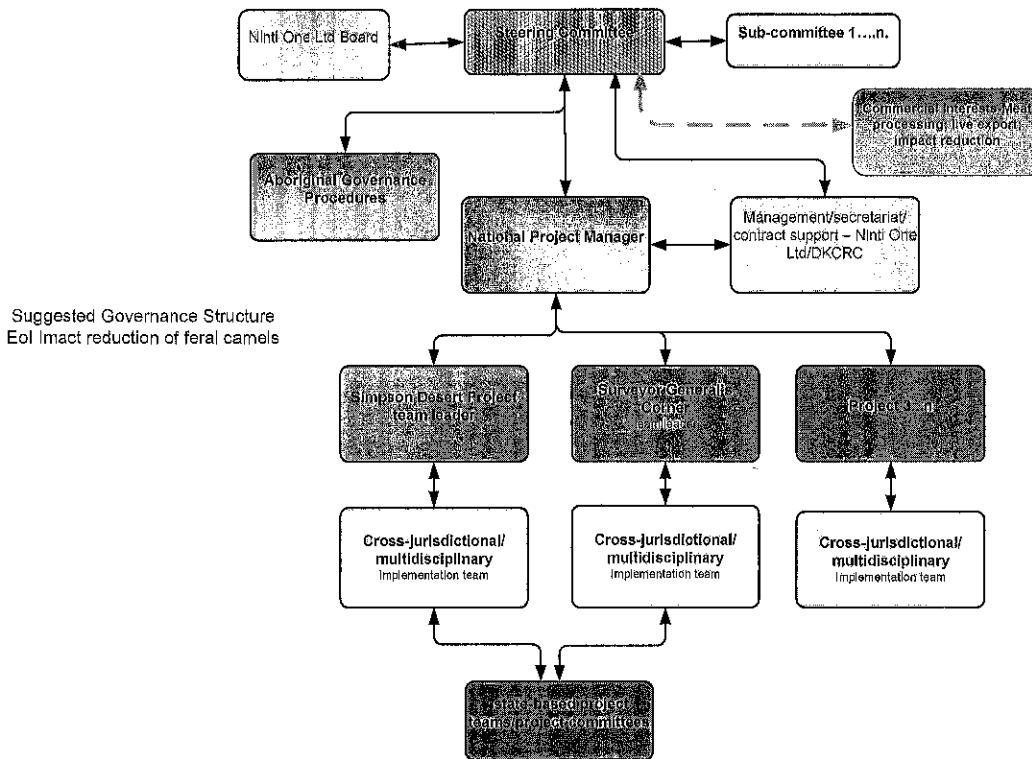 Ninti One Ltd Board
Steering Committee
Sub-committee 1....n.
Commercial Interests-Meat
processing, live export,
impact reduction
Aboriginal Governance
Procedures
National Project Manager
Management/secretariat/
contract support – Ninti One
Ltd/DKCRC
Suggested Governance Structure
EoI Imact reduction of feral camels
Simpson Desert Project
team leader
Surveyor Generals
Corner
Project 3 n
Cross-jurisdictional/
multidisciplinary
Implementation team
Cross-jurisdictional/
multidisciplinary
Implementation team
Cross-jurisdictional/
multidisciplinary
Implementation team
state-based project
teams/project committees